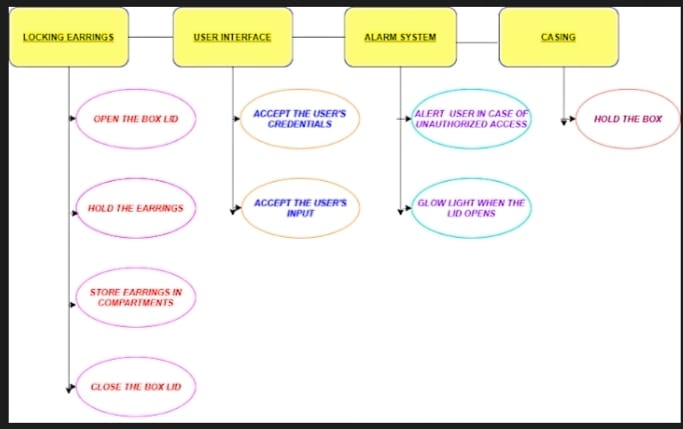 LOCKING EARRINGS
USER INTERFACE
ALARM SYSTEM
CASING
OPEN THE BOX LID
ACCEPT THE USER'S
CREDENTIALS
ALERT USER IN CASE OF
UNAUTHORIZED ACCESS
HOLD THE BOX
HOLD THE EARRINGS
ACCEPT THE USER'S
INPUT
GLOW LIGHT WHEN THE
LID OPENS
STORE EARRINGS IN
COMPARTMENTS
CLOSE THE BOX LID